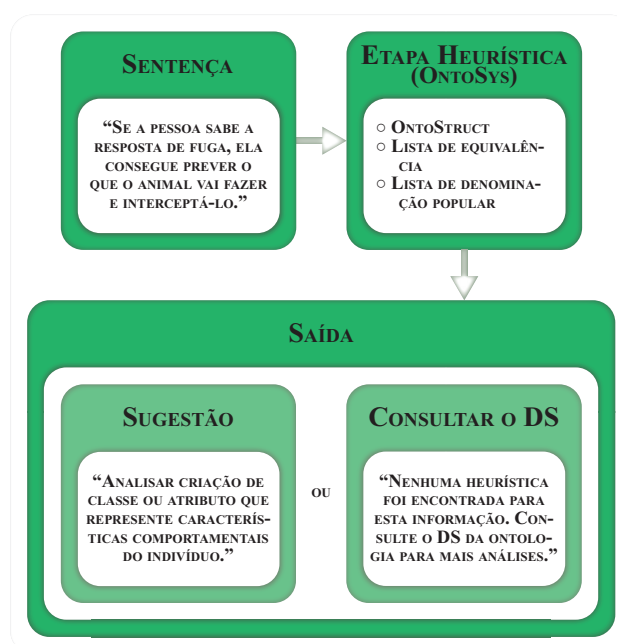 SENTENÇA
“SE A PESSOA SABE A
RESPOSTA DE FUGA, ELA
CONSEGUE PREVER O
QUE O ANIMAL VAI FAZER
E INTERCEPTÁ-LO.”
ETAPA HEURÍSTICA
(ONTOSYS)
○ ONTOSTRUCT
○ LISTA DE EQUIVALÊN-
CIA
○ LISTA DE DENOMINA-
ÇÃO POPULAR
SAÍDA
SUGESTÃO
“ANALISAR CRIAÇÃO DE
CLASSE OU ATRIBUTO QUE
REPRESENTE CARACTERÍS-
TICAS COMPORTAMENTAIS
DO INDIVÍDUO.”
OU
CONSULTAR O DS
“NENHUMA HEURÍSTICA
FOI ENCONTRADA PARA
ESTA INFORMAÇÃO. CON-
SULTE O DS DA ONTOLO-
GIA PARA MAIS ANÁLISES.”